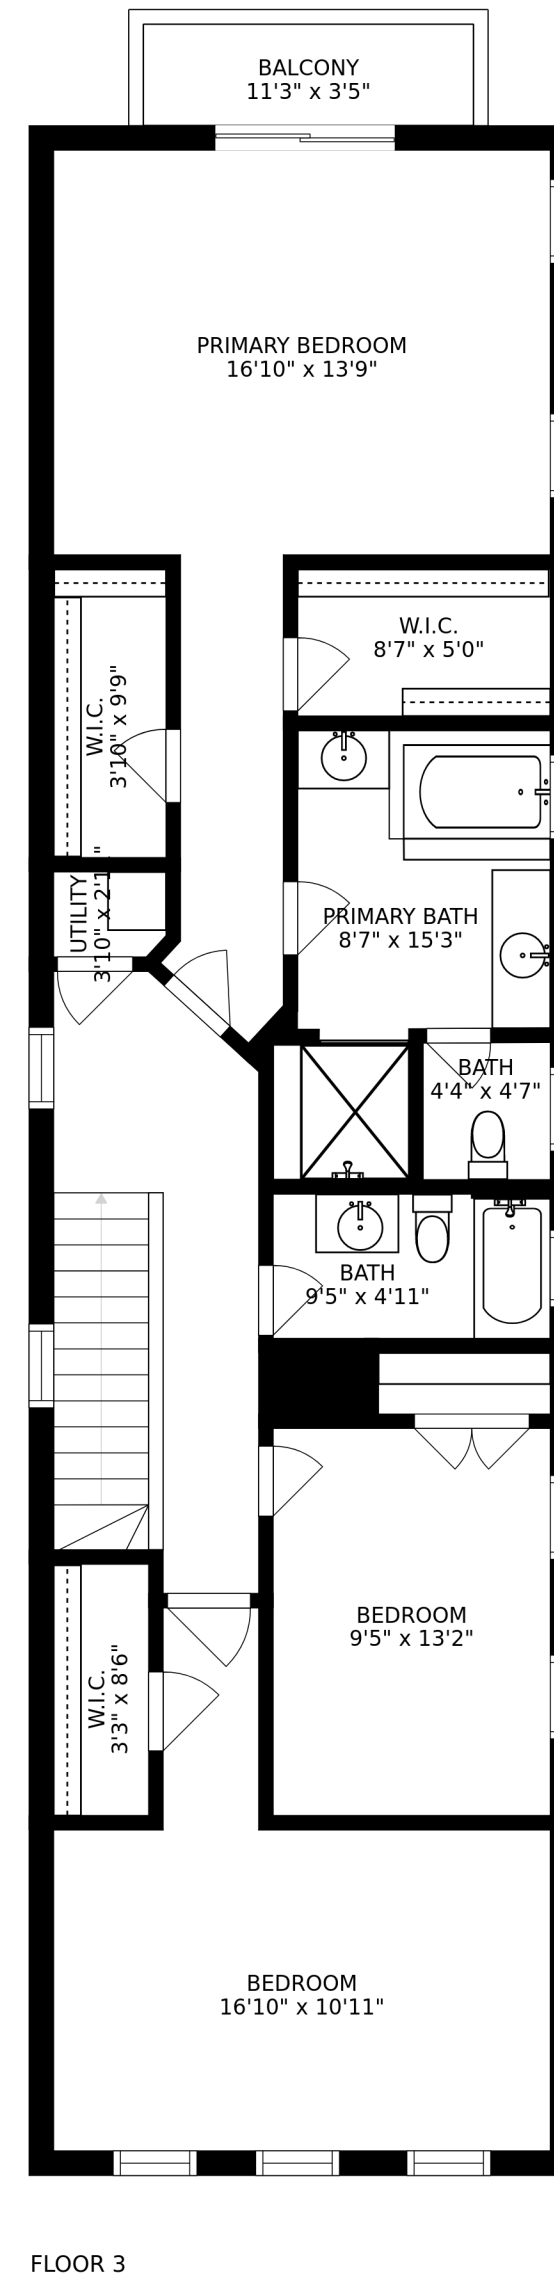 BALCONY
11'3" x 3'5"
PRIMARY BEDROOM
16'10" x 13'9"
W.I.C.
8'7" x 5'0"
W.I.C.
3'10" x 9'9"
UTILITY
3'10" x
PRIMARY BATH
8'7" x 15'3"
BATH
4'4" x 4'7"
BATH
9'5" x 4'11"
BEDROOM
9'5" x 13'2"
W.I.C.
3'3" x 8'6"
BEDROOM
16'10" x 10'11"
FLOOR 3